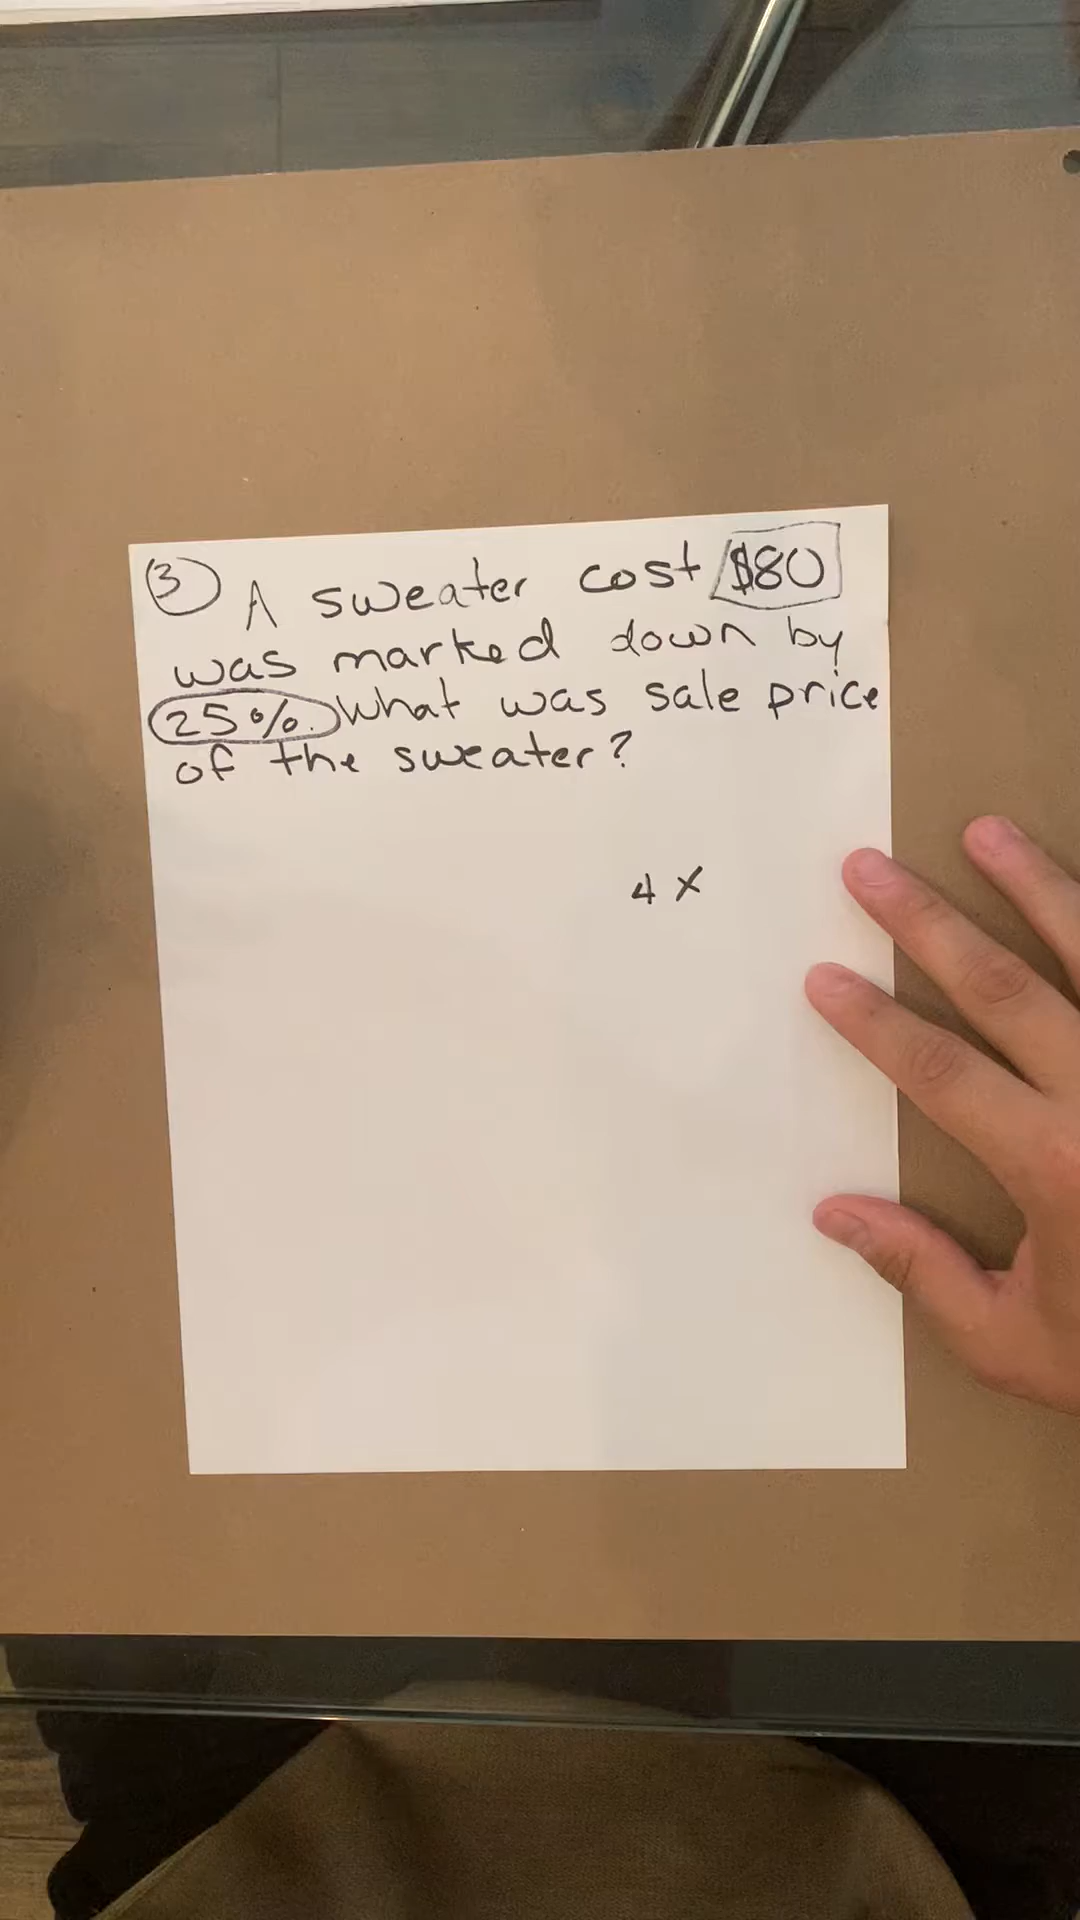 3 A sweater cost $80
was marked down by
25%. What was sale price
of the sweater?
4 X